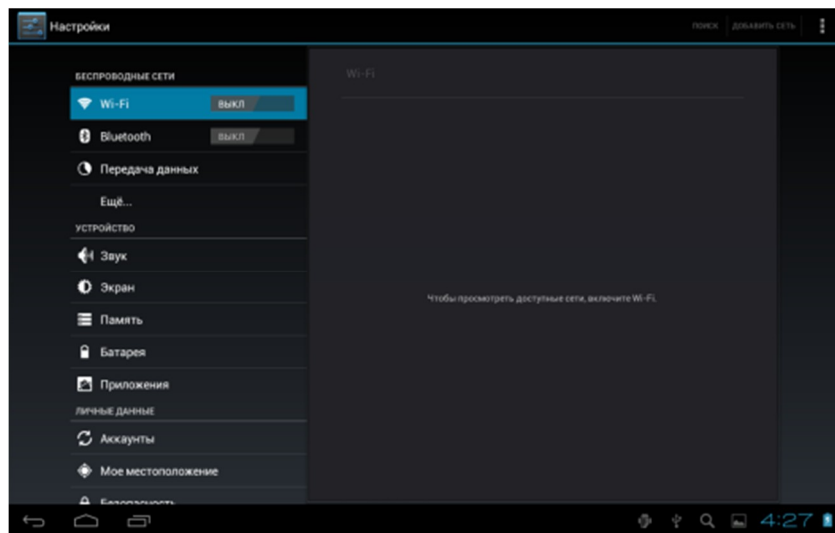 Настройки
ПОИСК
ДОБАВИТЬ СЕТЬ
БЕСПРОВОДНЫЕ СЕТИ
Wi-Fi
ВЫКЛ
Bluetooth
ВЫКЛ
Передача данных
Ещё...
УСТРОЙСТВО
Звук
Экран
Память
Батарея
Приложения
ЛИЧНЫЕ ДАННЫЕ
Аккаунты
Мое местоположение
Безопасность
Wi-Fi
Чтобы просмотреть доступные сети, включите Wi-Fi.
4:27